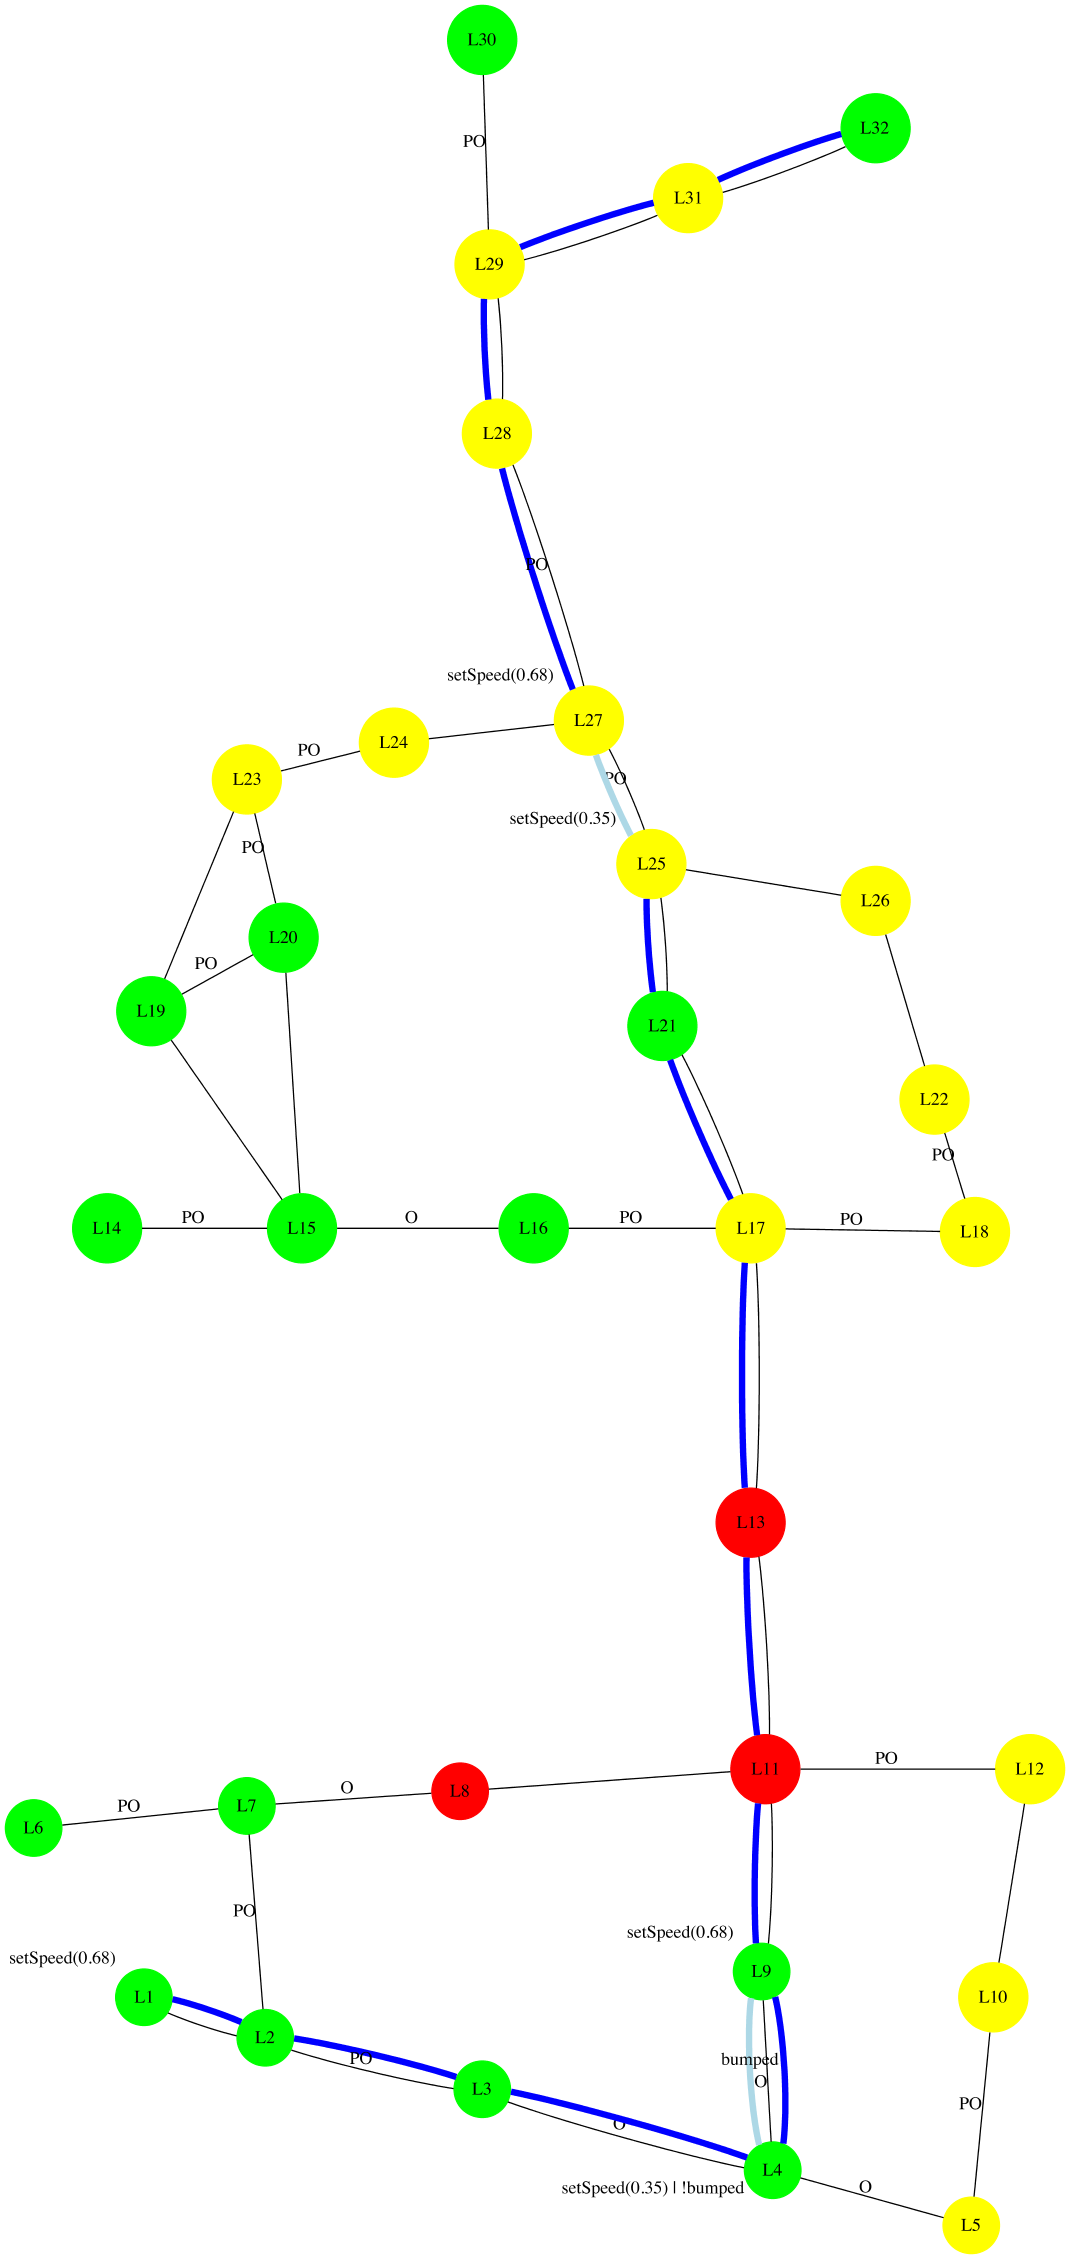 L30
L32
PO
L31
L29
L28
PO
setSpeed(0.68)
L27
L24
PO
L23
PO
setSpeed(0.35)
PO
L25
L26
L20
PO
L19
L21
L22
PO
L14
PO
L15
O
L16
PO
L17
PO
L18
L13
L11
PO
L12
L8
O
L7
PO
L6
PO
setSpeed(0.68)
setSpeed(0.68)
L9
L1
L10
L2
PO
bumped
O
L3
PO
O
L4
setSpeed(0.35) | !bumped
O
L5